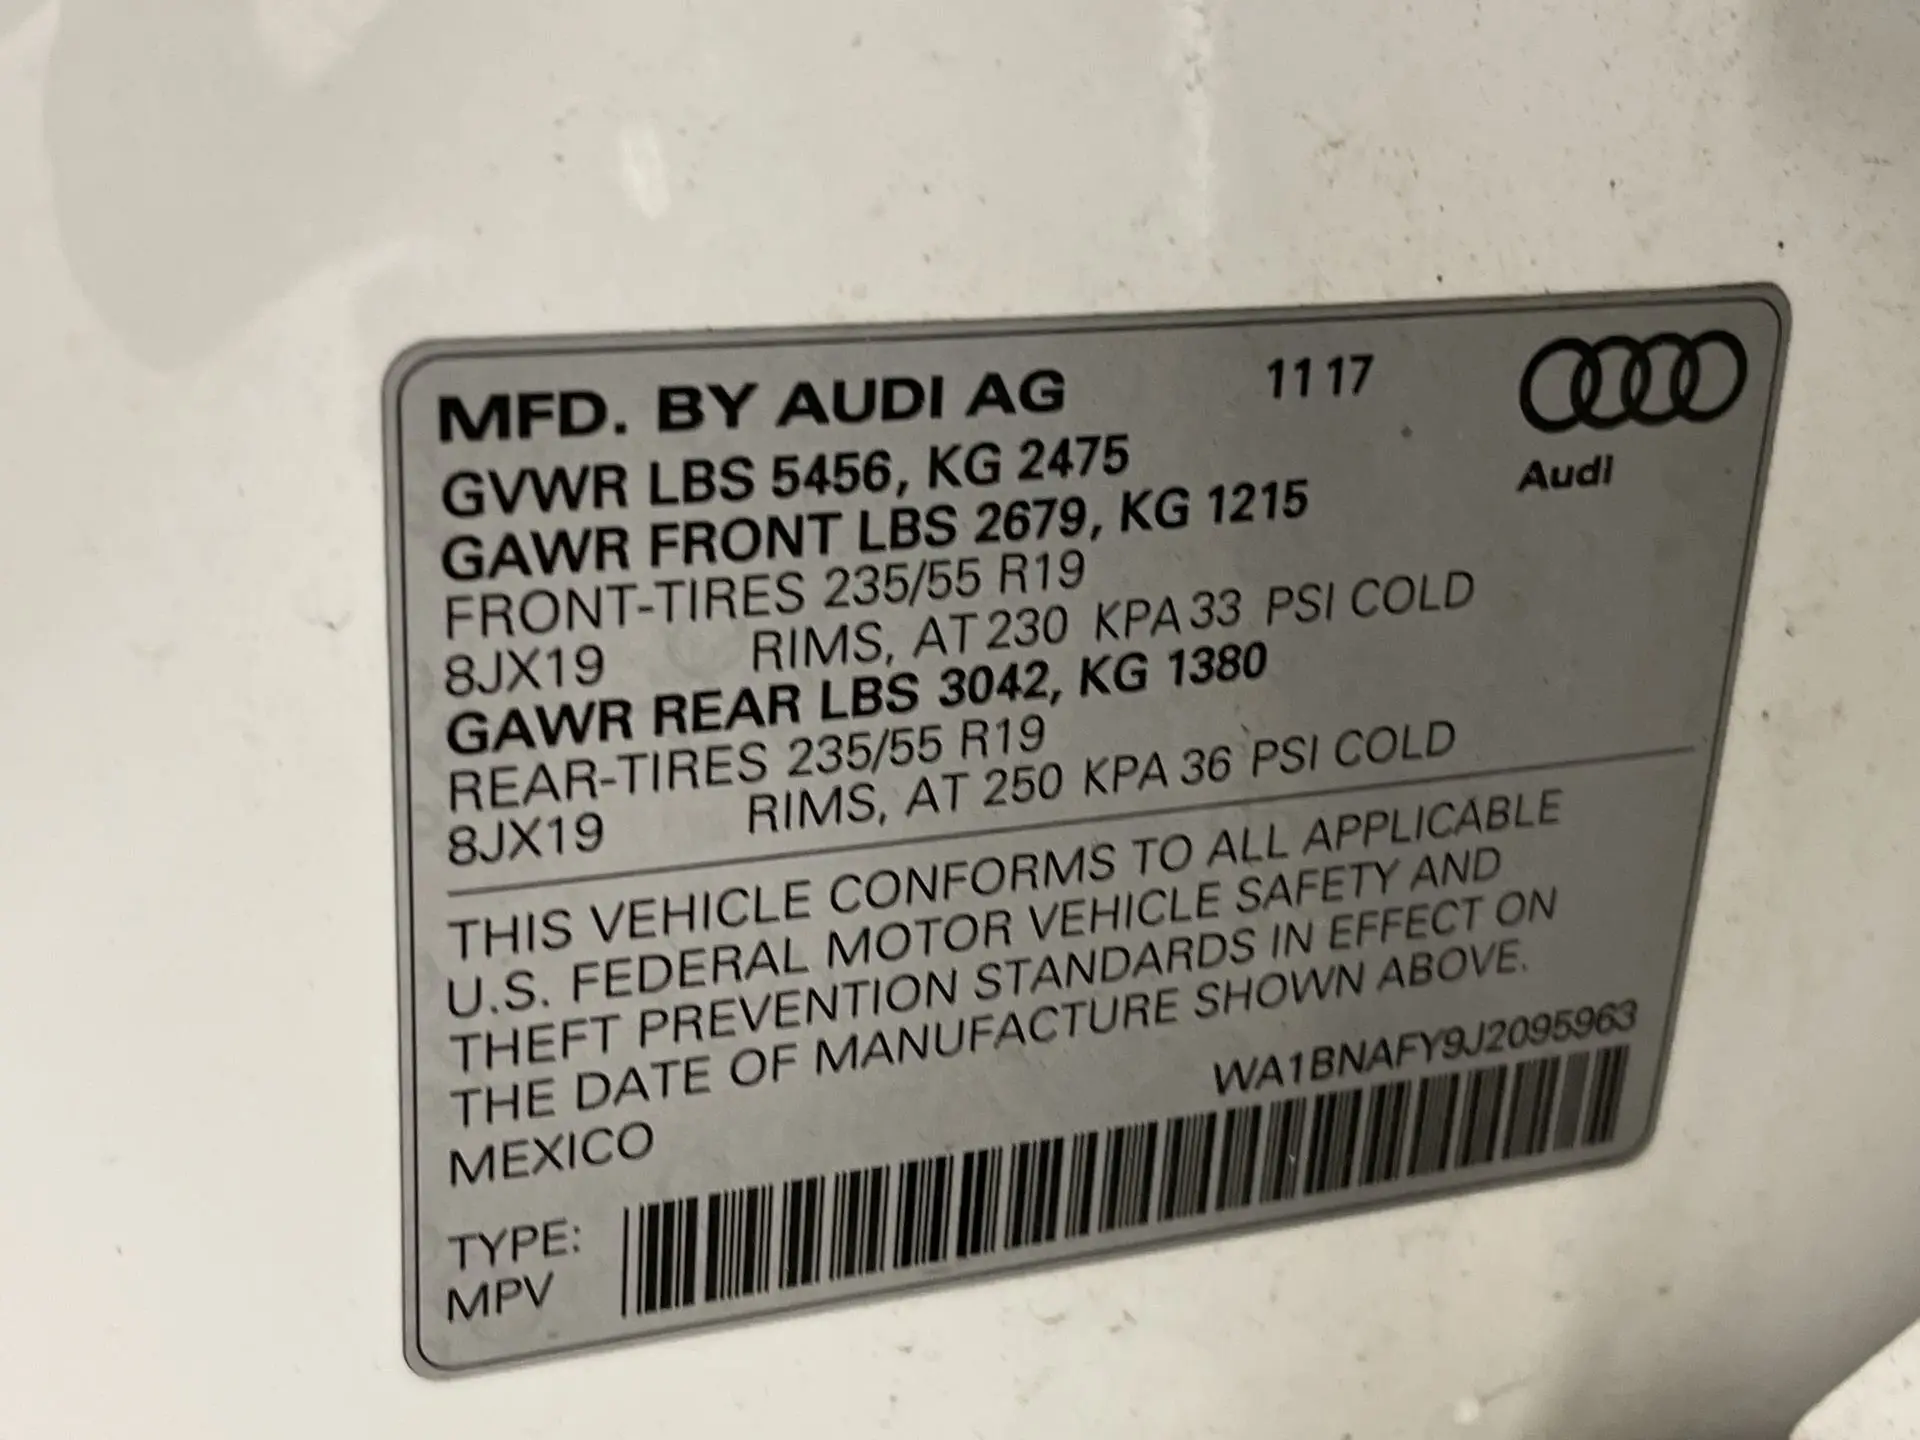 MFD. BY AUDI AG 11 17
Audi
GVWR LBS 5456, KG 2475
GAWR FRONT LBS 2679, KG 1215
FRONT-TIRES 235/55 R19
8JX19 RIMS, AT 230 KPA 33 PSI COLD
GAWR REAR LBS 3042, KG 1380
REAR-TIRES 235/55 R19
8JX19 RIMS, AT 250 KPA 36 PSI COLD
THIS VEHICLE CONFORMS TO ALL APPLICABLE
U.S. FEDERAL MOTOR VEHICLE SAFETY AND
THEFT PREVENTION STANDARDS IN EFFECT ON
THE DATE OF MANUFACTURE SHOWN ABOVE.
MEXICO WA1BNAFY9J2095963
TYPE:
MPV